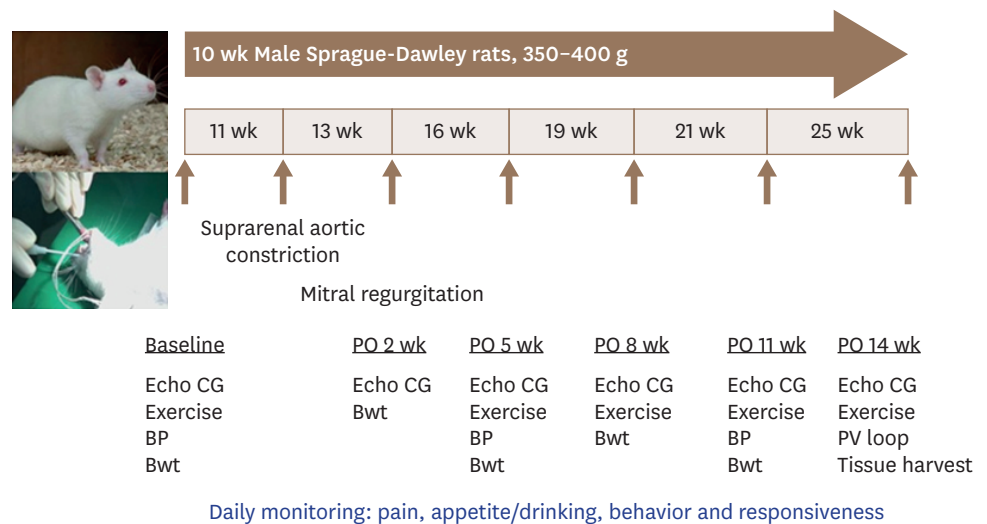 10 wk Male Sprague-Dawley rats, 350–400 g
11 wk 13 wk 16 wk 19 wk 21 wk 25 wk
Suprarenal aortic
constriction
Mitral regurgitation
Baseline PO 2 wk PO 5 wk PO 8 wk PO 11 wk PO 14 wk
Echo CG Echo CG Echo CG Echo CG Echo CG Echo CG
Exercise Bwt Exercise Exercise Exercise Exercise
BP BP Bwt BP PV loop
Bwt Bwt Bwt Tissue harvest
Daily monitoring: pain, appetite/drinking, behavior and responsiveness